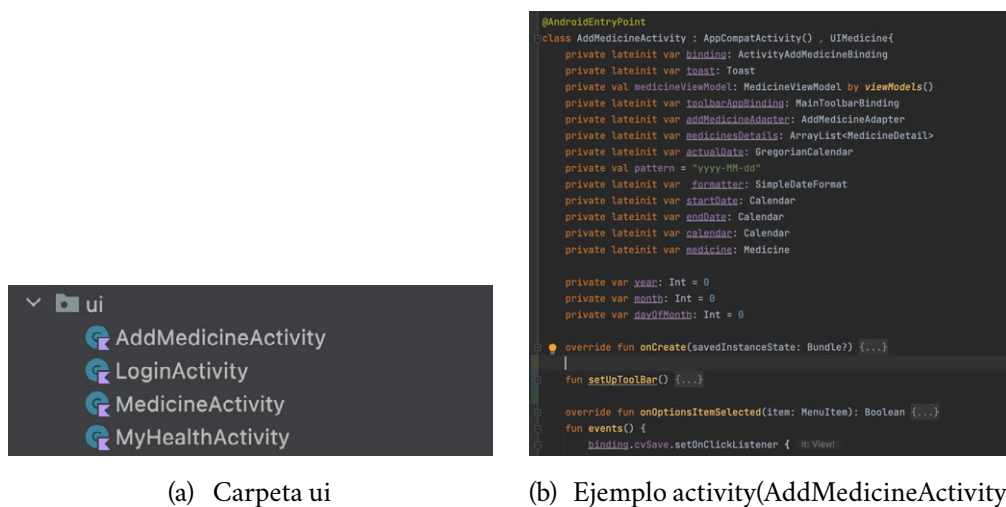 ui
AddMedicineActivity
LoginActivity
MedicineActivity
MyHealthActivity
(a) Carpeta ui
@AndroidEntryPoint
class AddMedicineActivity : AppCompatActivity() , UIMedicine{
private lateinit var binding: ActivityAddMedicineBinding
private lateinit var toast: Toast
private val medicineViewModel: MedicineViewModel by viewModels()
private lateinit var toolbarAppBinding: MainToolbarBinding
private lateinit var addMedicineAdapter: AddMedicineAdapter
private lateinit var medicinesDetails: ArrayList<MedicineDetail>
private lateinit var actualDate: GregorianCalendar
private val pattern = "yyyy-MM-dd"
private lateinit var formatter: SimpleDateFormat
private lateinit var startDate: Calendar
private lateinit var endDate: Calendar
private lateinit var calendar: Calendar
private lateinit var medicine: Medicine
private var year: Int = 0
private var month: Int = 0
private var dayOfMonth: Int = 0
override fun onCreate(savedInstanceState: Bundle?) {...}
fun setUpToolBar() {...}
override fun onOptionsItemSelected(item: MenuItem): Boolean {...}
fun events() {
binding.cvSave.setOnClickListener { it: View!
(b) Ejemplo activity(AddMedicineActivity